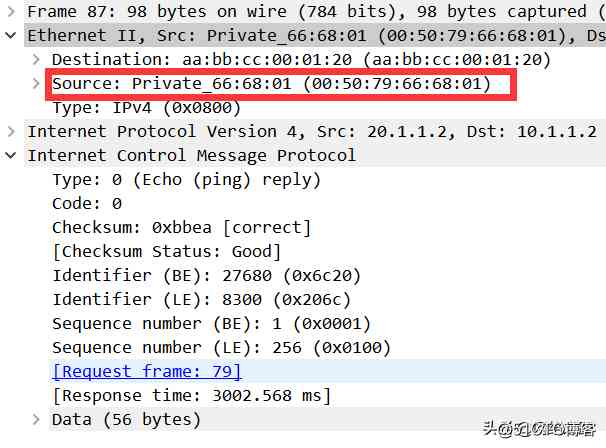 Frame 87: 98 bytes on wire (784 bits), 98 bytes captured (
Ethernet II, Src: Private_66:68:01 (00:50:79:66:68:01), Ds
Destination: aa:bb:cc:00:01:20 (aa:bb:cc:00:01:20)
Source: Private_66:68:01 (00:50:79:66:68:01)
Type: IPv4 (0x0800)
Internet Protocol Version 4, Src: 20.1.1.2, Dst: 10.1.1.2
Internet Control Message Protocol
Type: 0 (Echo (ping) reply)
Code: 0
Checksum: 0xbbea [correct]
[Checksum Status: Good]
Identifier (BE): 27680 (0x6c20)
Identifier (LE): 8300 (0x206c)
Sequence number (BE): 1 (0x0001)
Sequence number (LE): 256 (0x0100)
[Request frame: 79]
[Response time: 3002.568 ms]
Data (56 bytes)